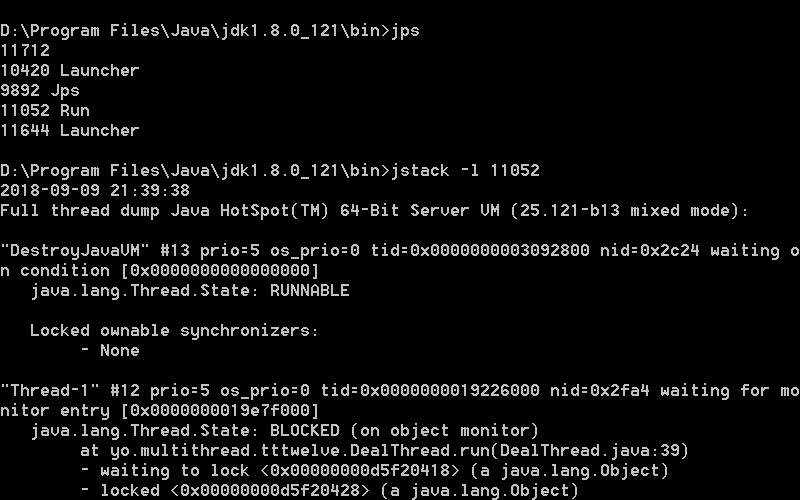 D:\Program Files\Java\jdk1.8.0_121\bin>jps
11712
10420 Launcher
9892 Jps
11052 Run
11644 Launcher
D:\Program Files\Java\jdk1.8.0_121\bin>jstack -l 11052
2018-09-09 21:39:38
Full thread dump Java HotSpot(TM) 64-Bit Server VM (25.121-b13 mixed mode):
"DestroyJavaVM" #13 prio=5 os_prio=0 tid=0x0000000003092800 nid=0x2c24 waiting o
n condition [0x0000000000000000]
java.lang.Thread.State: RUNNABLE
Locked ownable synchronizers:
- None
"Thread-1" #12 prio=5 os_prio=0 tid=0x0000000019226000 nid=0x2fa4 waiting for mo
nitor entry [0x0000000019e7f000]
java.lang.Thread.State: BLOCKED (on object monitor)
at yo.multithread.tttwelve.DealThread.run(DealThread.java:39)
- waiting to lock <0x00000000d5f20418> (a java.lang.Object)
- locked <0x00000000d5f20428> (a java.lang.Object)